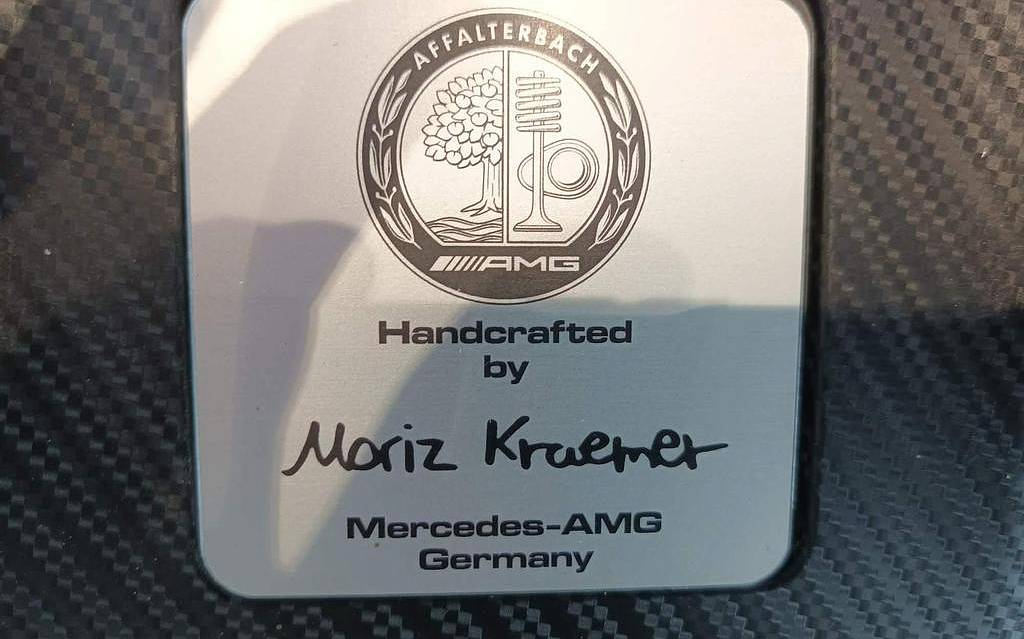 AFFALTERBACH
AMG
Handcrafted
by
Moriz Kraemer
Mercedes-AMG
Germany